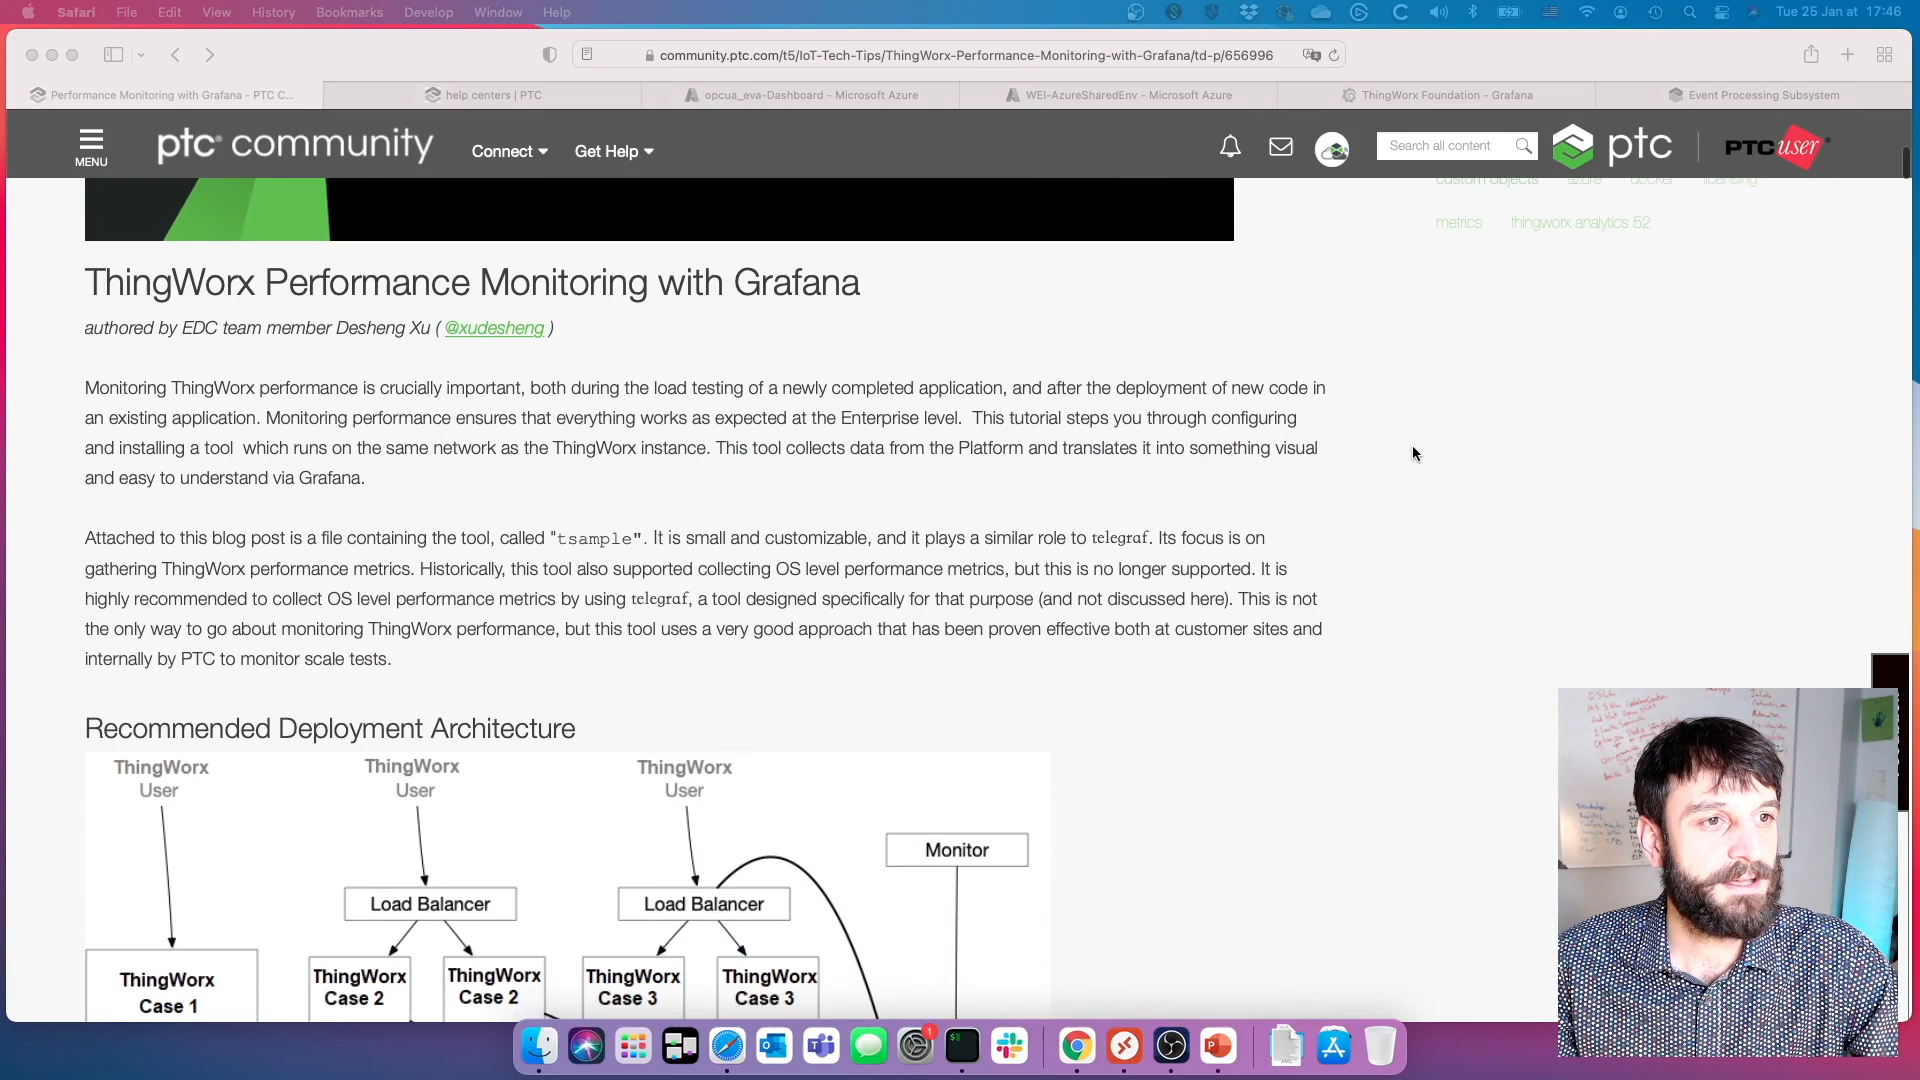 Safari File Edit View History Bookmarks Develop Window Help
Tue 25 Jan at 17:46
community.ptc.com/t5/IoT-Tech-Tips/ThingWorx-Performance-Monitoring-with-Grafana/td-p/656996
Performance Monitoring with Grafana - PTC C...
help centers | PTC
opcua_eva-Dashboard - Microsoft Azure
WEI-AzureSharedEnv - Microsoft Azure
ThingWorx Foundation - Grafana
Event Processing Subsystem
MENU
ptc community
Connect
Get Help
Search all content
ptc
PTC user
custom objects azure docker licensing
metrics thingworx analytics 52
ThingWorx Performance Monitoring with Grafana
authored by EDC team member Desheng Xu ( @xudesheng )
Monitoring ThingWorx performance is crucially important, both during the load testing of a newly completed application, and after the deployment of new code in
an existing application. Monitoring performance ensures that everything works as expected at the Enterprise level. This tutorial steps you through configuring
and installing a tool which runs on the same network as the ThingWorx instance. This tool collects data from the Platform and translates it into something visual
and easy to understand via Grafana.
Attached to this blog post is a file containing the tool, called "tsample". It is small and customizable, and it plays a similar role to telegraf. Its focus is on
gathering ThingWorx performance metrics. Historically, this tool also supported collecting OS level performance metrics, but this is no longer supported. It is
highly recommended to collect OS level performance metrics by using telegraf, a tool designed specifically for that purpose (and not discussed here). This is not
the only way to go about monitoring ThingWorx performance, but this tool uses a very good approach that has been proven effective both at customer sites and
internally by PTC to monitor scale tests.
Recommended Deployment Architecture
ThingWorx
User
ThingWorx
User
ThingWorx
User
Monitor
Load Balancer
Load Balancer
ThingWorx
Case 1
ThingWorx
Case 2
ThingWorx
Case 2
ThingWorx
Case 3
ThingWorx
Case 3
1